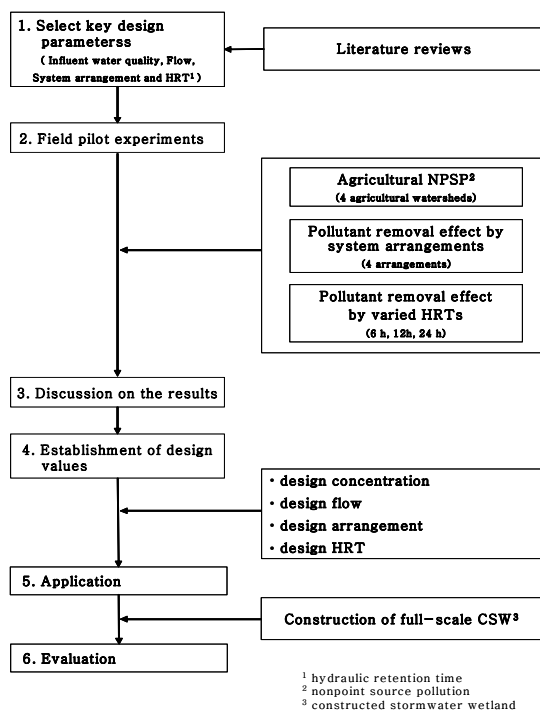 1. Select key design
parameterss
( Influent water quality, Flow,
System arrangement and HRT¹ )
Literature reviews
2. Field pilot experiments
Agricultural NPSP²
(4 agricultural watersheds)
Pollutant removal effect by
system arrangements
(4 arrangements)
Pollutant removal effect
by varied HRTs
(6 h, 12h, 24 h)
3. Discussion on the results
4. Establishment of design
values
· design concentration
· design flow
· design arrangement
· design HRT
5. Application
Construction of full-scale CSW³
6. Evaluation
¹ hydraulic retention time
² nonpoint source pollution
³ constructed stormwater wetland